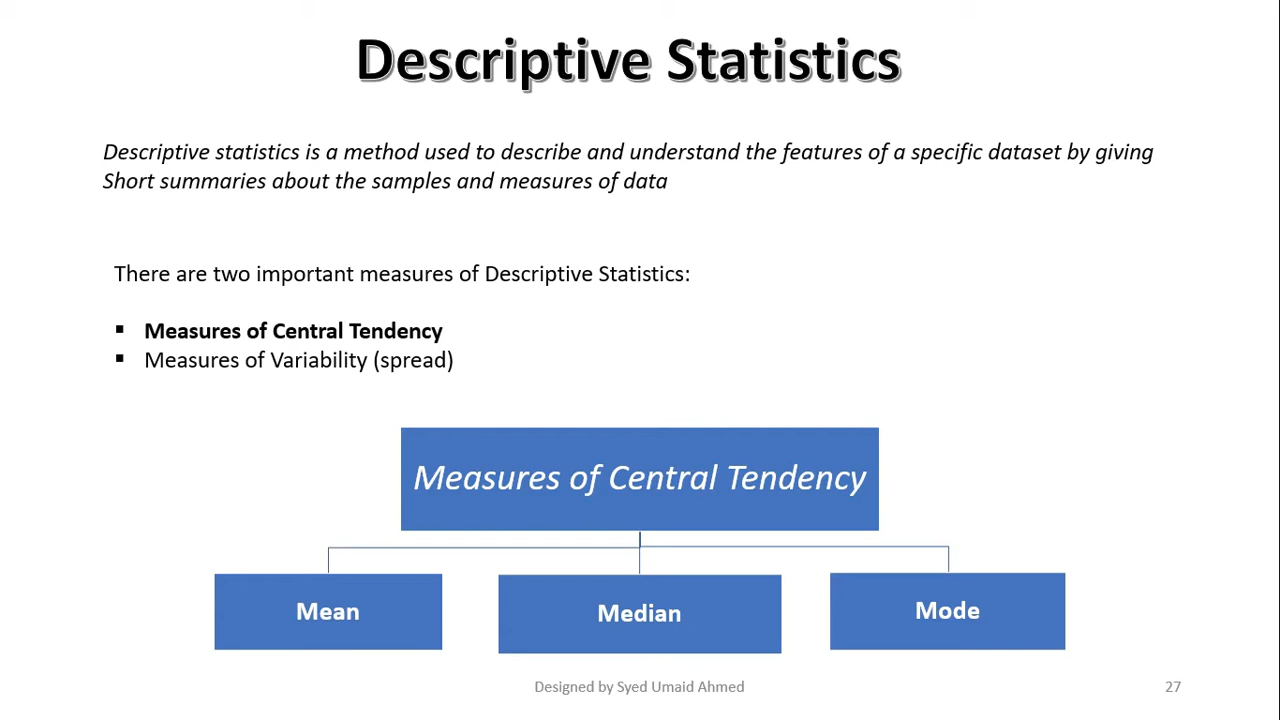 Descriptive Statistics
Descriptive statistics is a method used to describe and understand the features of a specific dataset by giving
Short summaries about the samples and measures of data
There are two important measures of Descriptive Statistics:
▪ Measures of Central Tendency
▪ Measures of Variability (spread)
Measures of Central Tendency
Mean
Median
Mode
Designed by Syed Umaid Ahmed
27